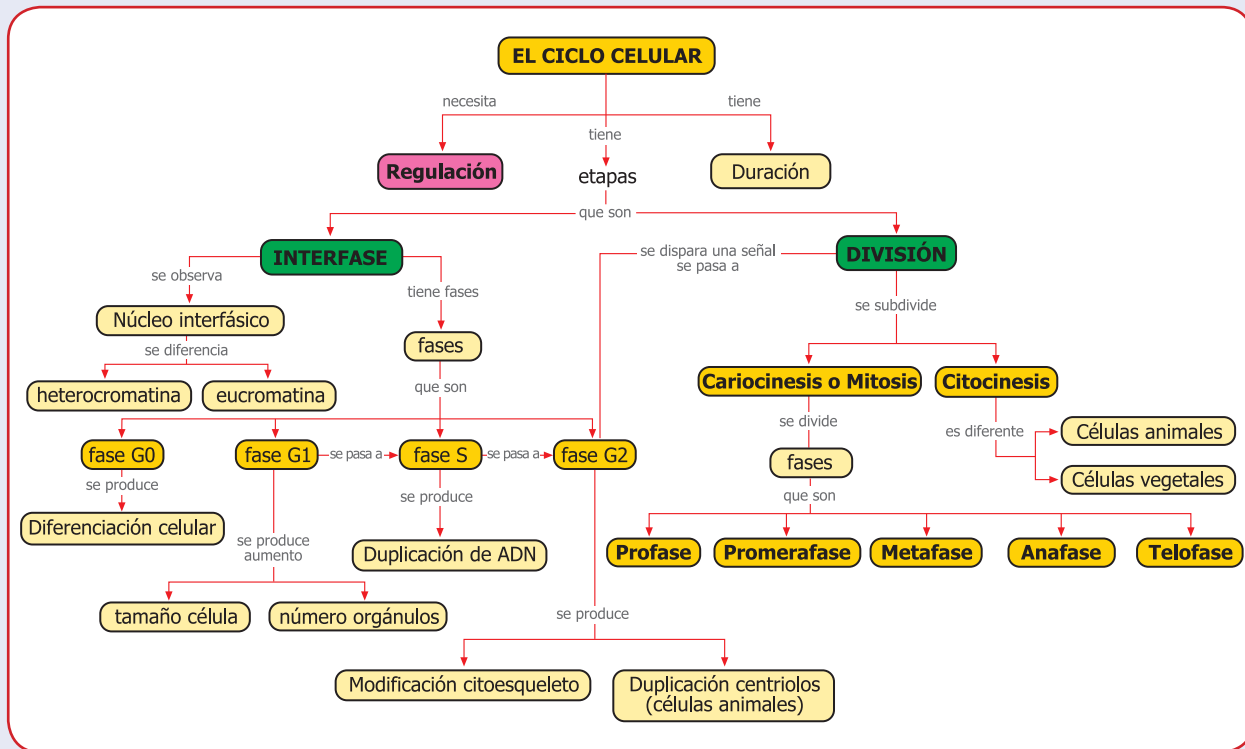 EL CICLO CELULAR
necesita
tiene
tiene
Regulación
etapas
Duración
que son
INTERFASE
se dispara una señal
se pasa a
DIVISIÓN
se observa
tiene fases
se subdivide
Núcleo interfásico
fases
se diferencia
que son
heterocromatina
eucromatina
Cariocinesis o Mitosis
Citocinesis
se divide
es diferente
Células animales
Células vegetales
fase G0
fase G1
se pasa a
fase S
se pasa a
fase G2
fases
se produce
se produce
que son
Diferenciación celular
se produce
aumento
Duplicación de ADN
Profase
Promerafase
Metafase
Anafase
Telofase
tamaño célula
número orgánulos
se produce
Modificación citoesqueleto
Duplicación centriolos
(células animales)